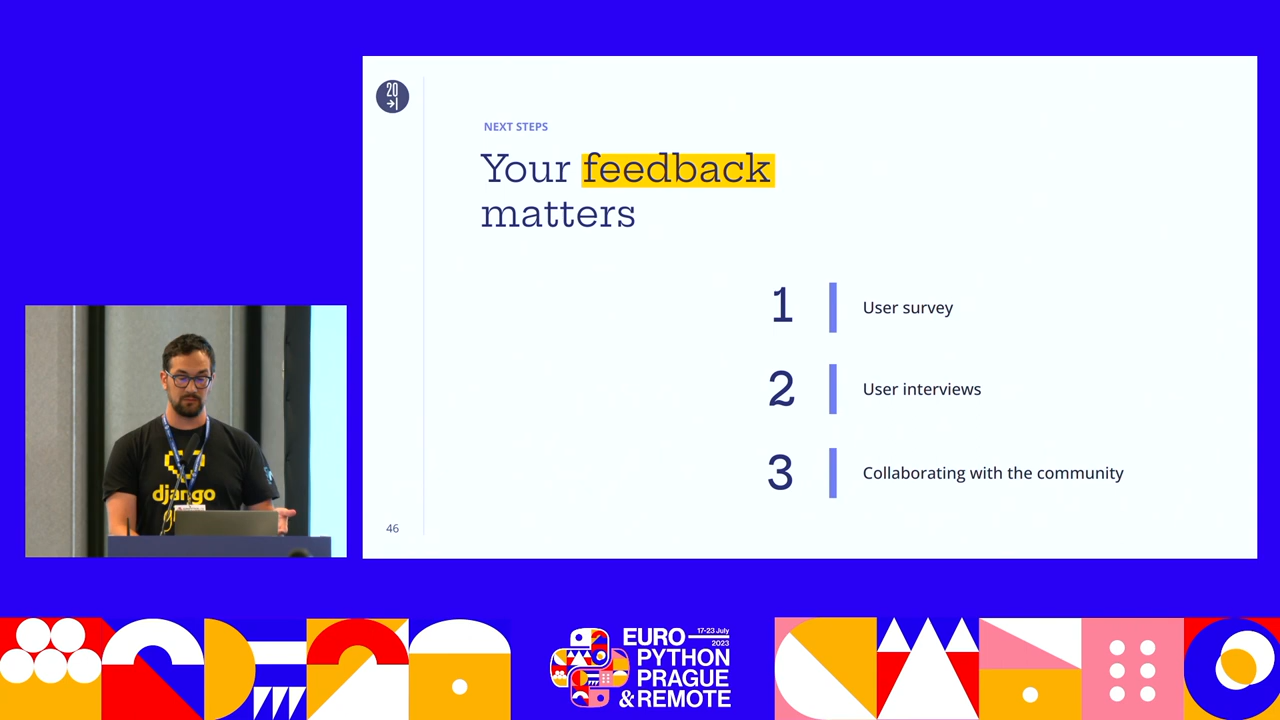 20
NEXT STEPS
Your feedback
matters
1
User survey
2
User interviews
3
Collaborating with the community
46
django
EURO
17-23 July
2023
PYTHON
PRAGUE
& REMOTE